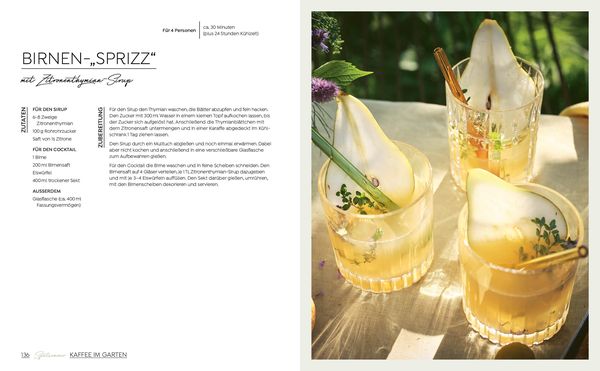 Für 4 Personen
ca. 30 Minuten
(plus 24 Stunden Kühlzeit)
BIRNEN-„SPRIZZ“
mit Zitronenthymian-Sirup
ZUTATEN
FÜR DEN SIRUP
6–8 Zweige
Zitronenthymian
100 g Rohrohrzucker
Saft von ½ Zitrone
FÜR DEN COCKTAIL
1 Birne
200 ml Birnensaft
Eiswürfel
400 ml trockener Sekt
AUSSERDEM
Glasflasche (ca. 400 ml
Fassungsvermögen)
ZUBEREITUNG
Für den Sirup den Thymian waschen, die Blätter abzupfen und fein hacken.
Den Zucker mit 300 ml Wasser in einem kleinen Topf aufkochen lassen, bis
der Zucker sich aufgelöst hat. Anschließend die Thymianblättchen mit
dem Zitronensaft untermengen und in einer Karaffe abgedeckt im Kühl-
schrank 1 Tag ziehen lassen.
Den Sirup durch ein Mulltuch abgießen und noch einmal erwärmen. Dabei
aber nicht kochen und anschließend in eine verschließbare Glasflasche
zum Aufbewahren gießen.
Für den Cocktail die Birne waschen und in feine Scheiben schneiden. Den
Birnensaft auf 4 Gläser verteilen, je 1 TL Zitronenthymian-Sirup dazugeben
und mit je 3–4 Eiswürfeln auffüllen. Den Sekt darüber gießen, umrühren,
mit den Birnenscheiben dekorieren und servieren.
136 Spätsommer KAFFEE IM GARTEN